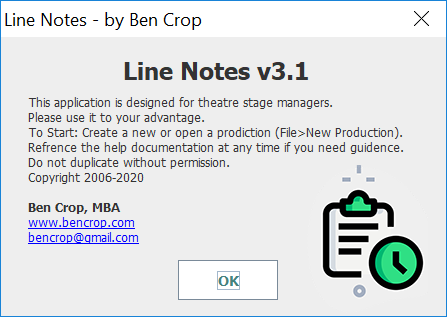 Line Notes - by Ben Crop
Line Notes v3.1
This application is designed for theatre stage managers.
Please use it to your advantage.
To Start: Create a new or open a prodiction (File>New Production).
Refrence the help documentation at any time if you need guidence.
Do not duplicate without permission.
Copyright 2006-2020
Ben Crop, MBA
www.bencrop.com
bencrop@gmail.com
OK